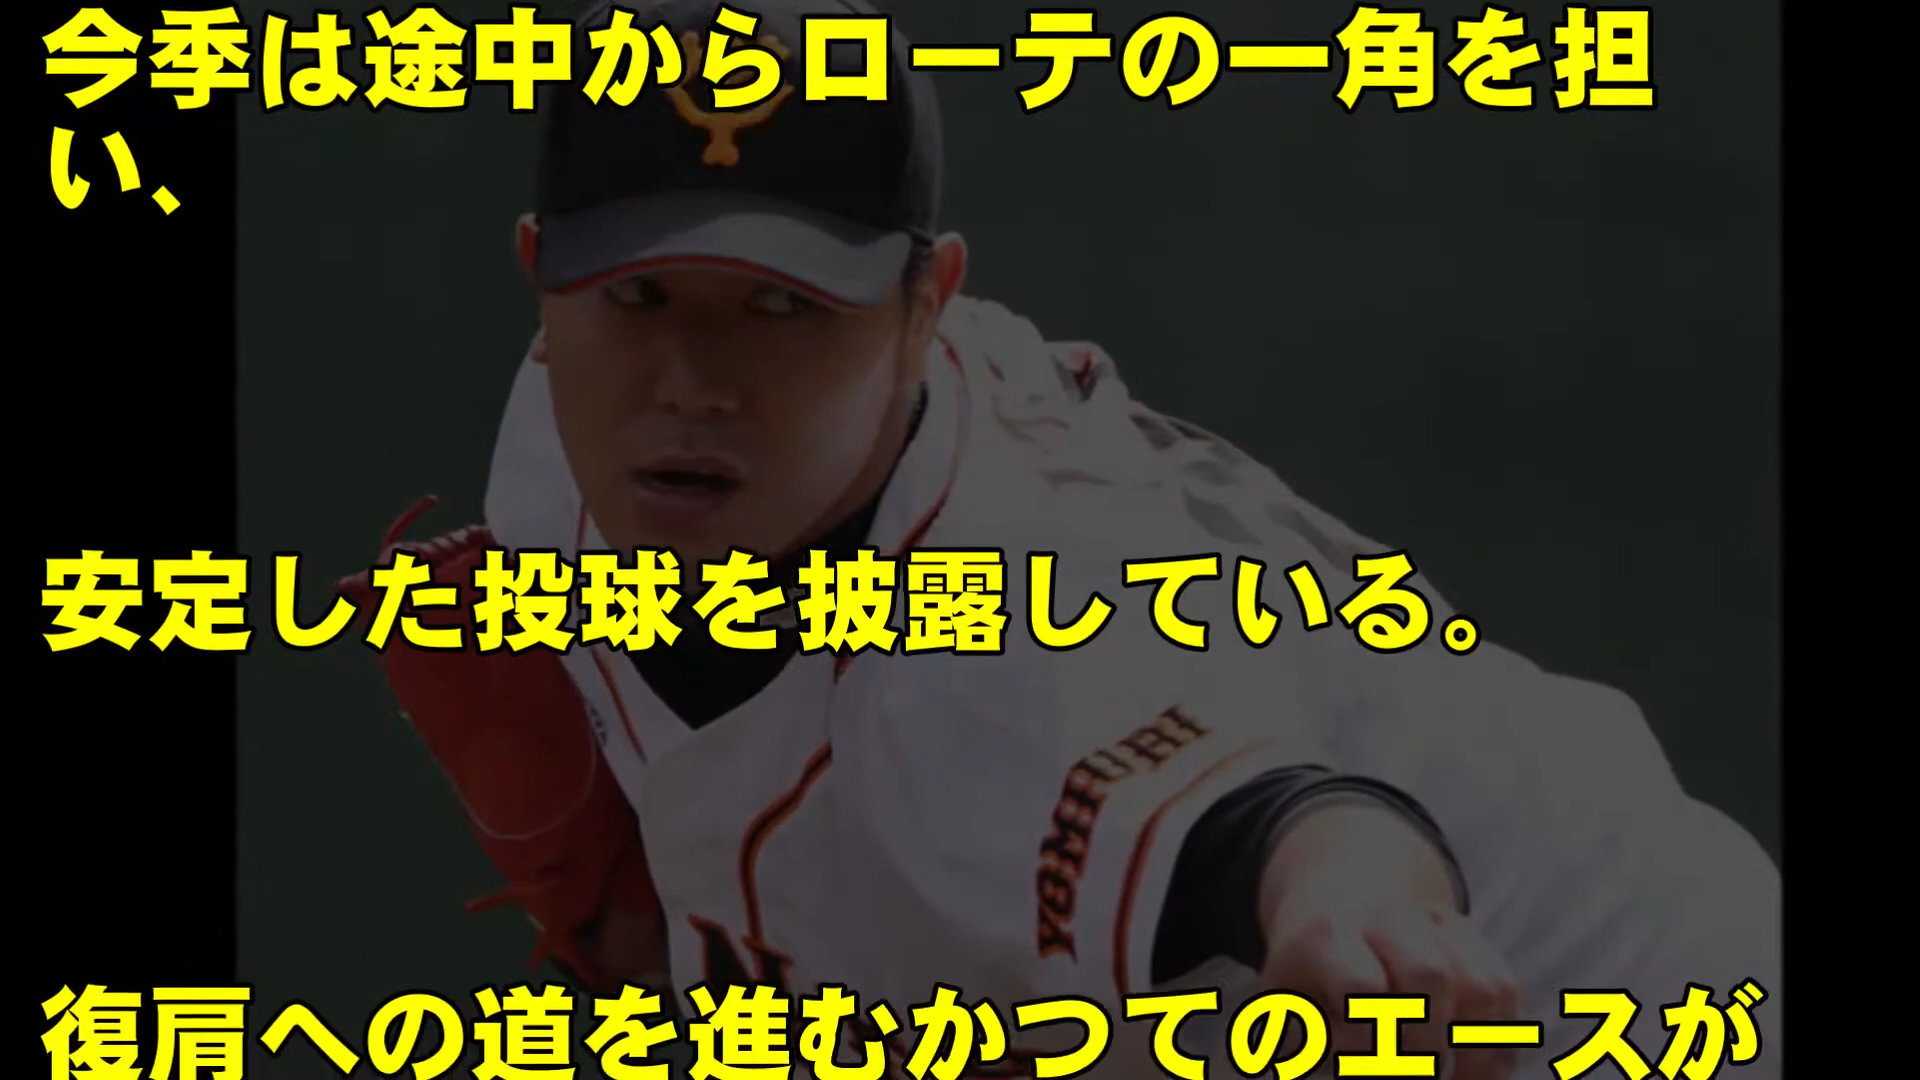 今季は途中からローテの一角を担
い、
安定した投球を披露している。
復肩への道を進むかつてのエースが
YOMIURI